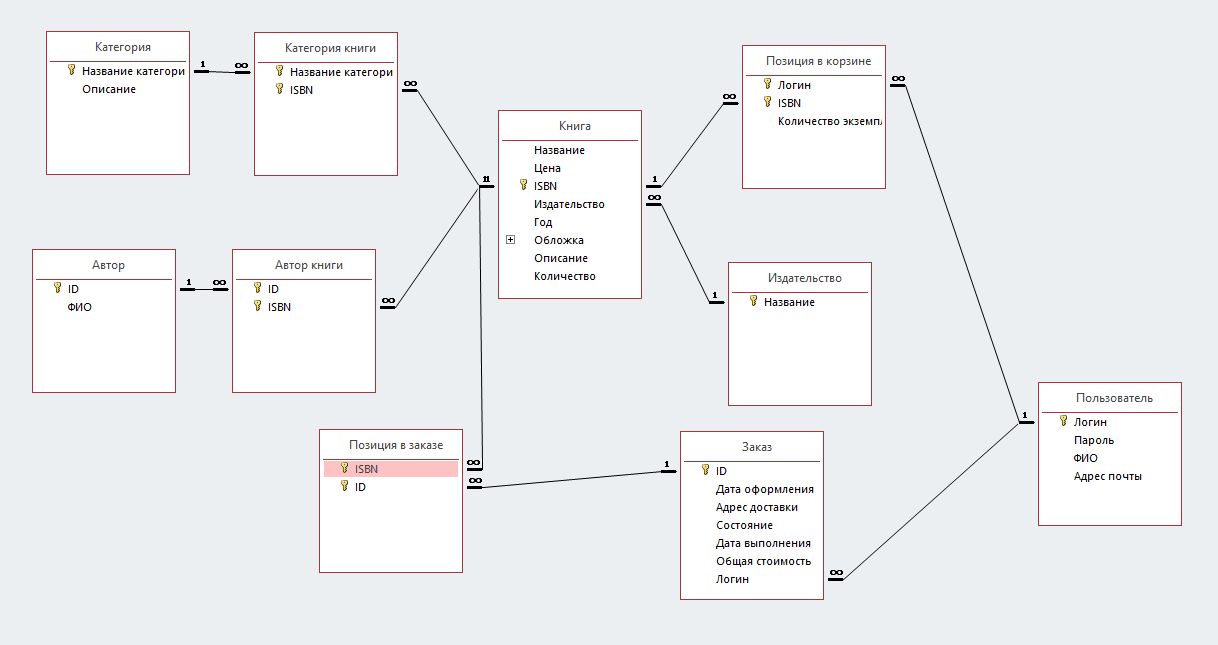 Категория
Название категори
Описание
Категория книги
Название категори
ISBN
Книга
Название
Цена
ISBN
Издательство
Год
Обложка
Описание
Количество
Позиция в корзине
Логин
ISBN
Количество экземпл
Автор
ID
ФИО
Автор книги
ID
ISBN
Издательство
Название
Пользователь
Логин
Пароль
ФИО
Адрес почты
Позиция в заказе
ISBN
ID
Заказ
ID
Дата оформления
Адрес доставки
Состояние
Дата выполнения
Общая стоимость
Логин
1
∞
∞
11
1
∞
∞
∞
1
∞
∞
1
1
∞
∞
1
1
∞